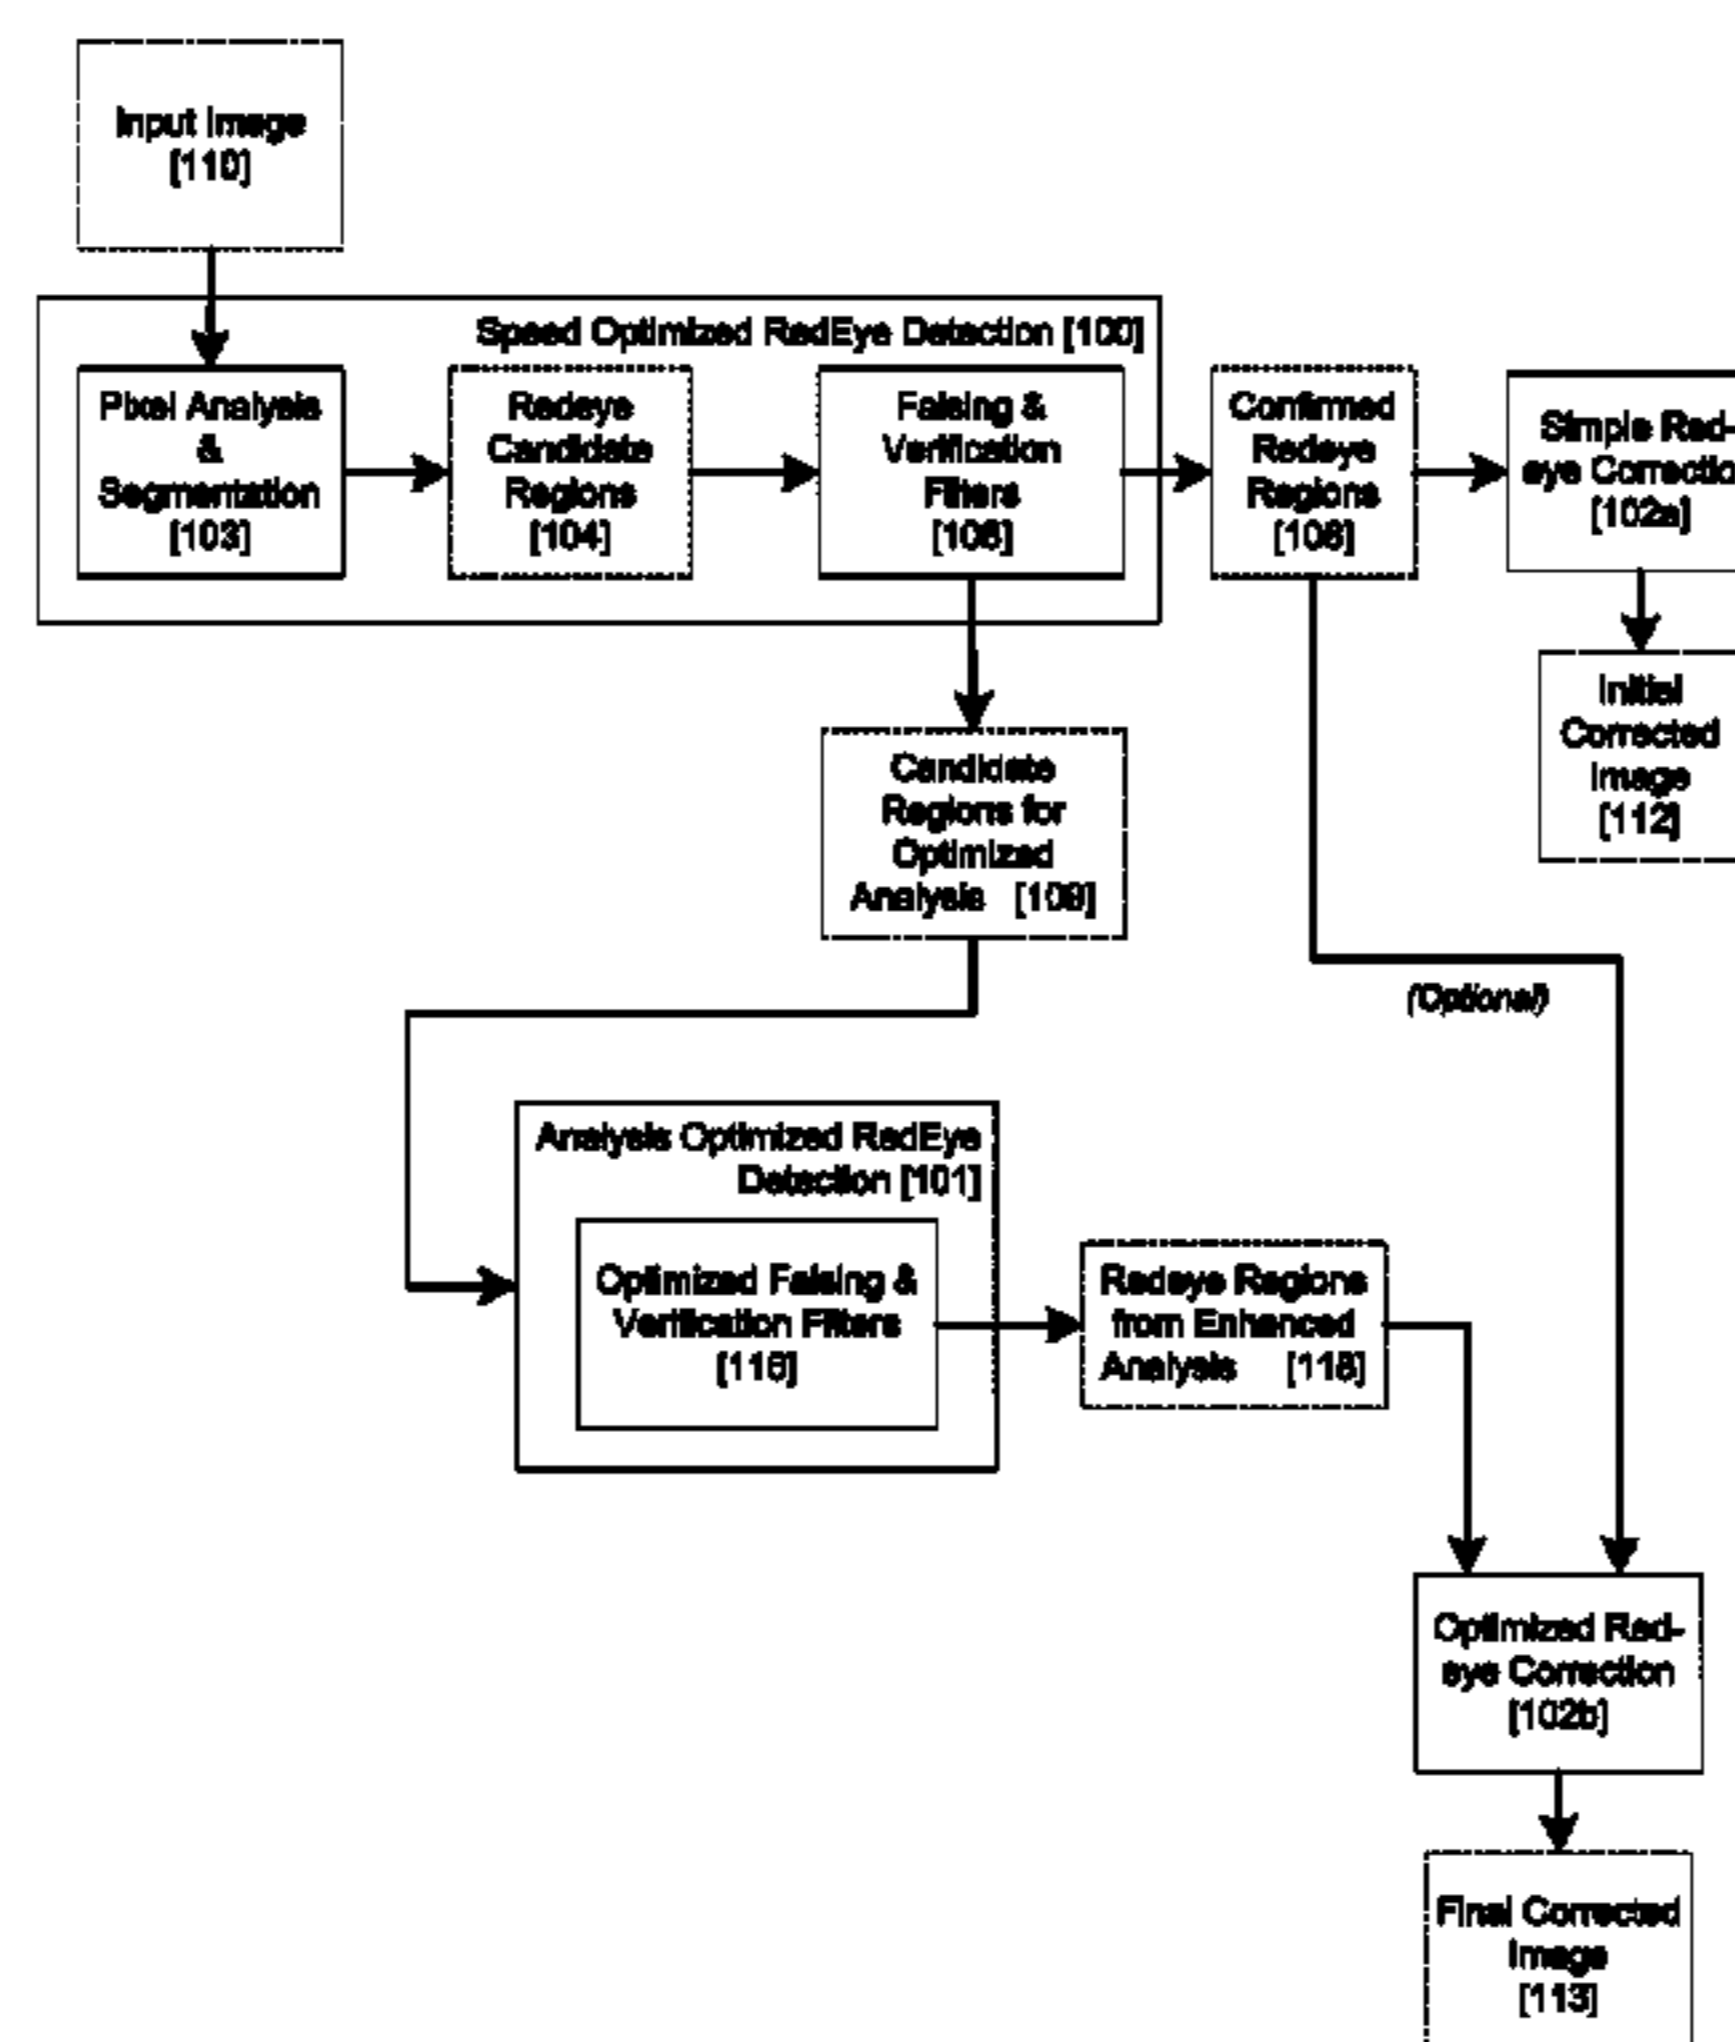 Input Image
[110]
Speed Optimized RedEye Detection [100]
Pixel Analysis
&
Segmentation
[103]
Redeye
Candidate
Regions
[104]
Falsing &
Verification
Filters
[106]
Confirmed
Redeye
Regions
[108]
Simple Red-
eye Correctio
[102a]
Initial
Corrected
Image
[112]
Candidate
Regions for
Optimized
Analysis [109]
(Optional)
Analysis Optimized RedEye
Detection [101]
Optimized Falsing &
Verification Filters
[116]
Redeye Regions
from Enhanced
Analysis [118]
Optimized Red-
eye Correction
[102b]
Final Corrected
Image
[113]